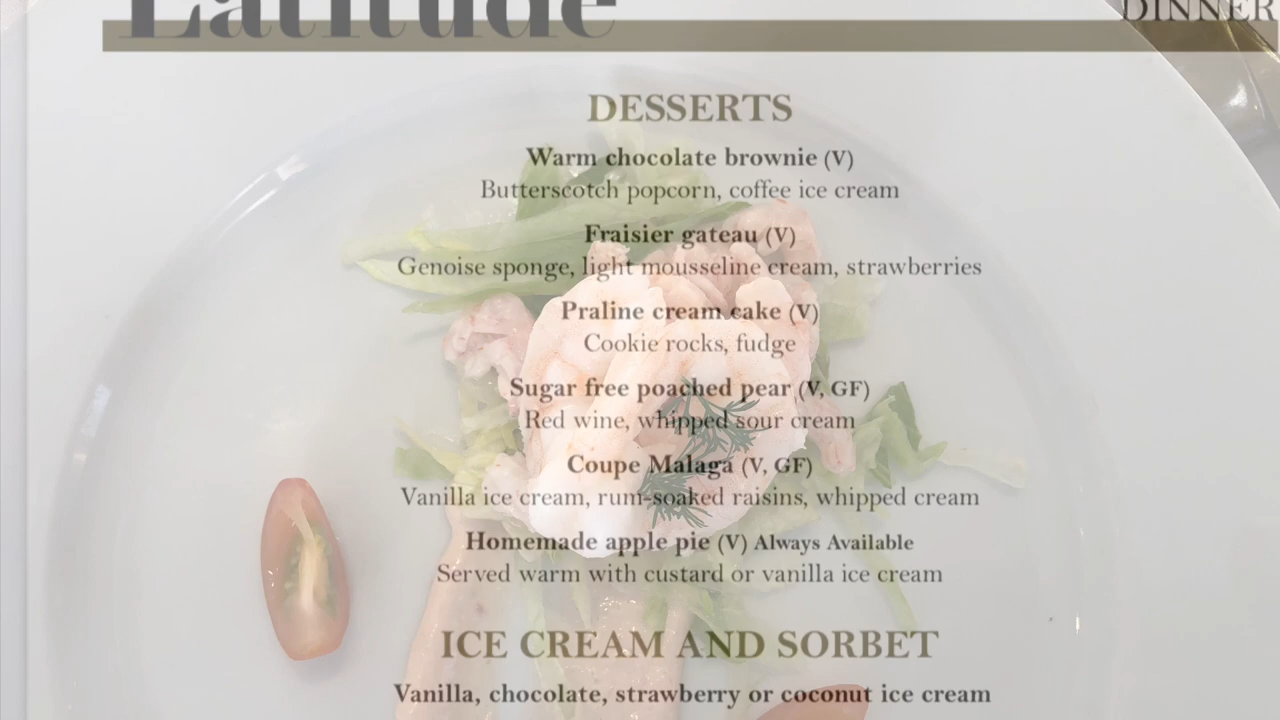 Latitude
DINNER
DESSERTS
Warm chocolate brownie (V)
Butterscotch popcorn, coffee ice cream
Fraisier gateau (V)
Genoise sponge, light mousseline cream, strawberries
Praline cream cake (V)
Cookie rocks, fudge
Sugar free poached pear (V, GF)
Red wine, whipped sour cream
Coupe Malaga (V, GF)
Vanilla ice cream, rum-soaked raisins, whipped cream
Homemade apple pie (V) Always Available
Served warm with custard or vanilla ice cream
ICE CREAM AND SORBET
Vanilla, chocolate, strawberry or coconut ice cream